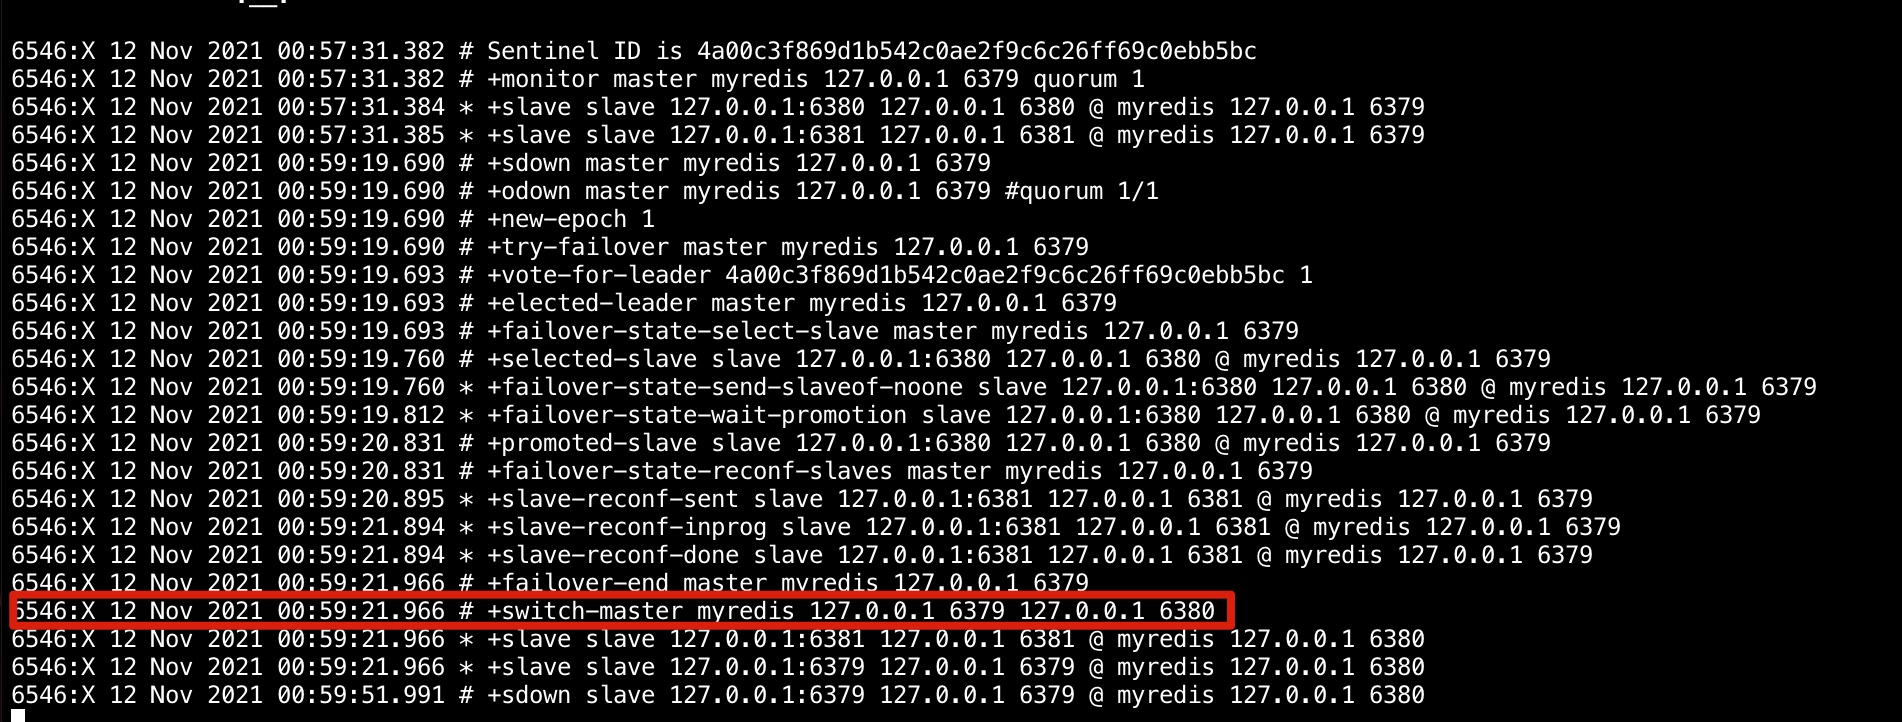 6546:X 12 Nov 2021 00:57:31.382 # Sentinel ID is 4a00c3f869d1b542c0ae2f9c6c26ff69c0ebb5bc
6546:X 12 Nov 2021 00:57:31.382 # +monitor master myredis 127.0.0.1 6379 quorum 1
6546:X 12 Nov 2021 00:57:31.384 * +slave slave 127.0.0.1:6380 127.0.0.1 6380 @ myredis 127.0.0.1 6379
6546:X 12 Nov 2021 00:57:31.385 * +slave slave 127.0.0.1:6381 127.0.0.1 6381 @ myredis 127.0.0.1 6379
6546:X 12 Nov 2021 00:59:19.690 # +sdown master myredis 127.0.0.1 6379
6546:X 12 Nov 2021 00:59:19.690 # +odown master myredis 127.0.0.1 6379 #quorum 1/1
6546:X 12 Nov 2021 00:59:19.690 # +new-epoch 1
6546:X 12 Nov 2021 00:59:19.690 # +try-failover master myredis 127.0.0.1 6379
6546:X 12 Nov 2021 00:59:19.693 # +vote-for-leader 4a00c3f869d1b542c0ae2f9c6c26ff69c0ebb5bc 1
6546:X 12 Nov 2021 00:59:19.693 # +elected-leader master myredis 127.0.0.1 6379
6546:X 12 Nov 2021 00:59:19.693 # +failover-state-select-slave master myredis 127.0.0.1 6379
6546:X 12 Nov 2021 00:59:19.760 # +selected-slave slave 127.0.0.1:6380 127.0.0.1 6380 @ myredis 127.0.0.1 6379
6546:X 12 Nov 2021 00:59:19.760 * +failover-state-send-slaveof-noone slave 127.0.0.1:6380 127.0.0.1 6380 @ myredis 127.0.0.1 6379
6546:X 12 Nov 2021 00:59:19.812 * +failover-state-wait-promotion slave 127.0.0.1:6380 127.0.0.1 6380 @ myredis 127.0.0.1 6379
6546:X 12 Nov 2021 00:59:20.831 # +promoted-slave slave 127.0.0.1:6380 127.0.0.1 6380 @ myredis 127.0.0.1 6379
6546:X 12 Nov 2021 00:59:20.831 # +failover-state-reconf-slaves master myredis 127.0.0.1 6379
6546:X 12 Nov 2021 00:59:20.895 * +slave-reconf-sent slave 127.0.0.1:6381 127.0.0.1 6381 @ myredis 127.0.0.1 6379
6546:X 12 Nov 2021 00:59:21.894 * +slave-reconf-inprog slave 127.0.0.1:6381 127.0.0.1 6381 @ myredis 127.0.0.1 6379
6546:X 12 Nov 2021 00:59:21.894 * +slave-reconf-done slave 127.0.0.1:6381 127.0.0.1 6381 @ myredis 127.0.0.1 6379
6546:X 12 Nov 2021 00:59:21.966 # +failover-end master myredis 127.0.0.1 6379
6546:X 12 Nov 2021 00:59:21.966 # +switch-master myredis 127.0.0.1 6379 127.0.0.1 6380
6546:X 12 Nov 2021 00:59:21.966 * +slave slave 127.0.0.1:6381 127.0.0.1 6381 @ myredis 127.0.0.1 6380
6546:X 12 Nov 2021 00:59:21.966 * +slave slave 127.0.0.1:6379 127.0.0.1 6379 @ myredis 127.0.0.1 6380
6546:X 12 Nov 2021 00:59:51.991 # +sdown slave 127.0.0.1:6379 127.0.0.1 6379 @ myredis 127.0.0.1 6380